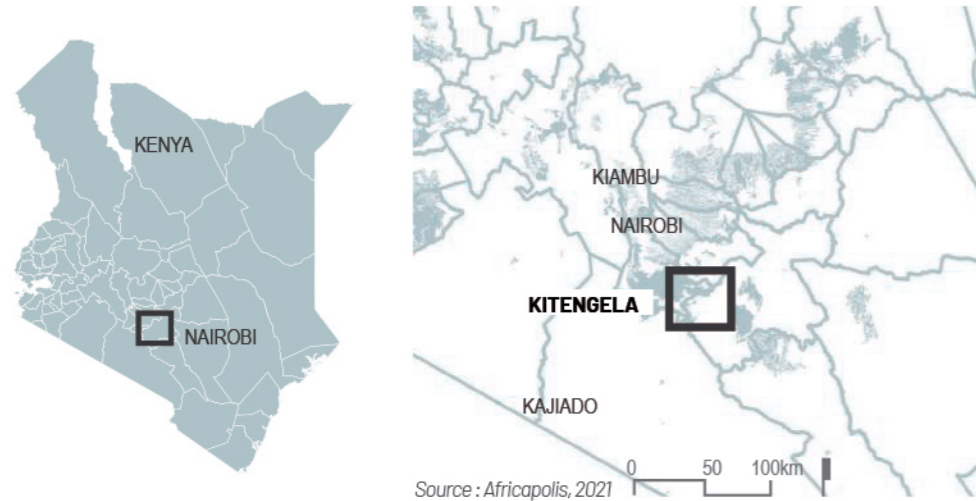 KENYA
NAIROBI
KIAMBU
NAIROBI
KITENGELA
KAJIADO
0 50 100km
Source : Africapolis, 2021